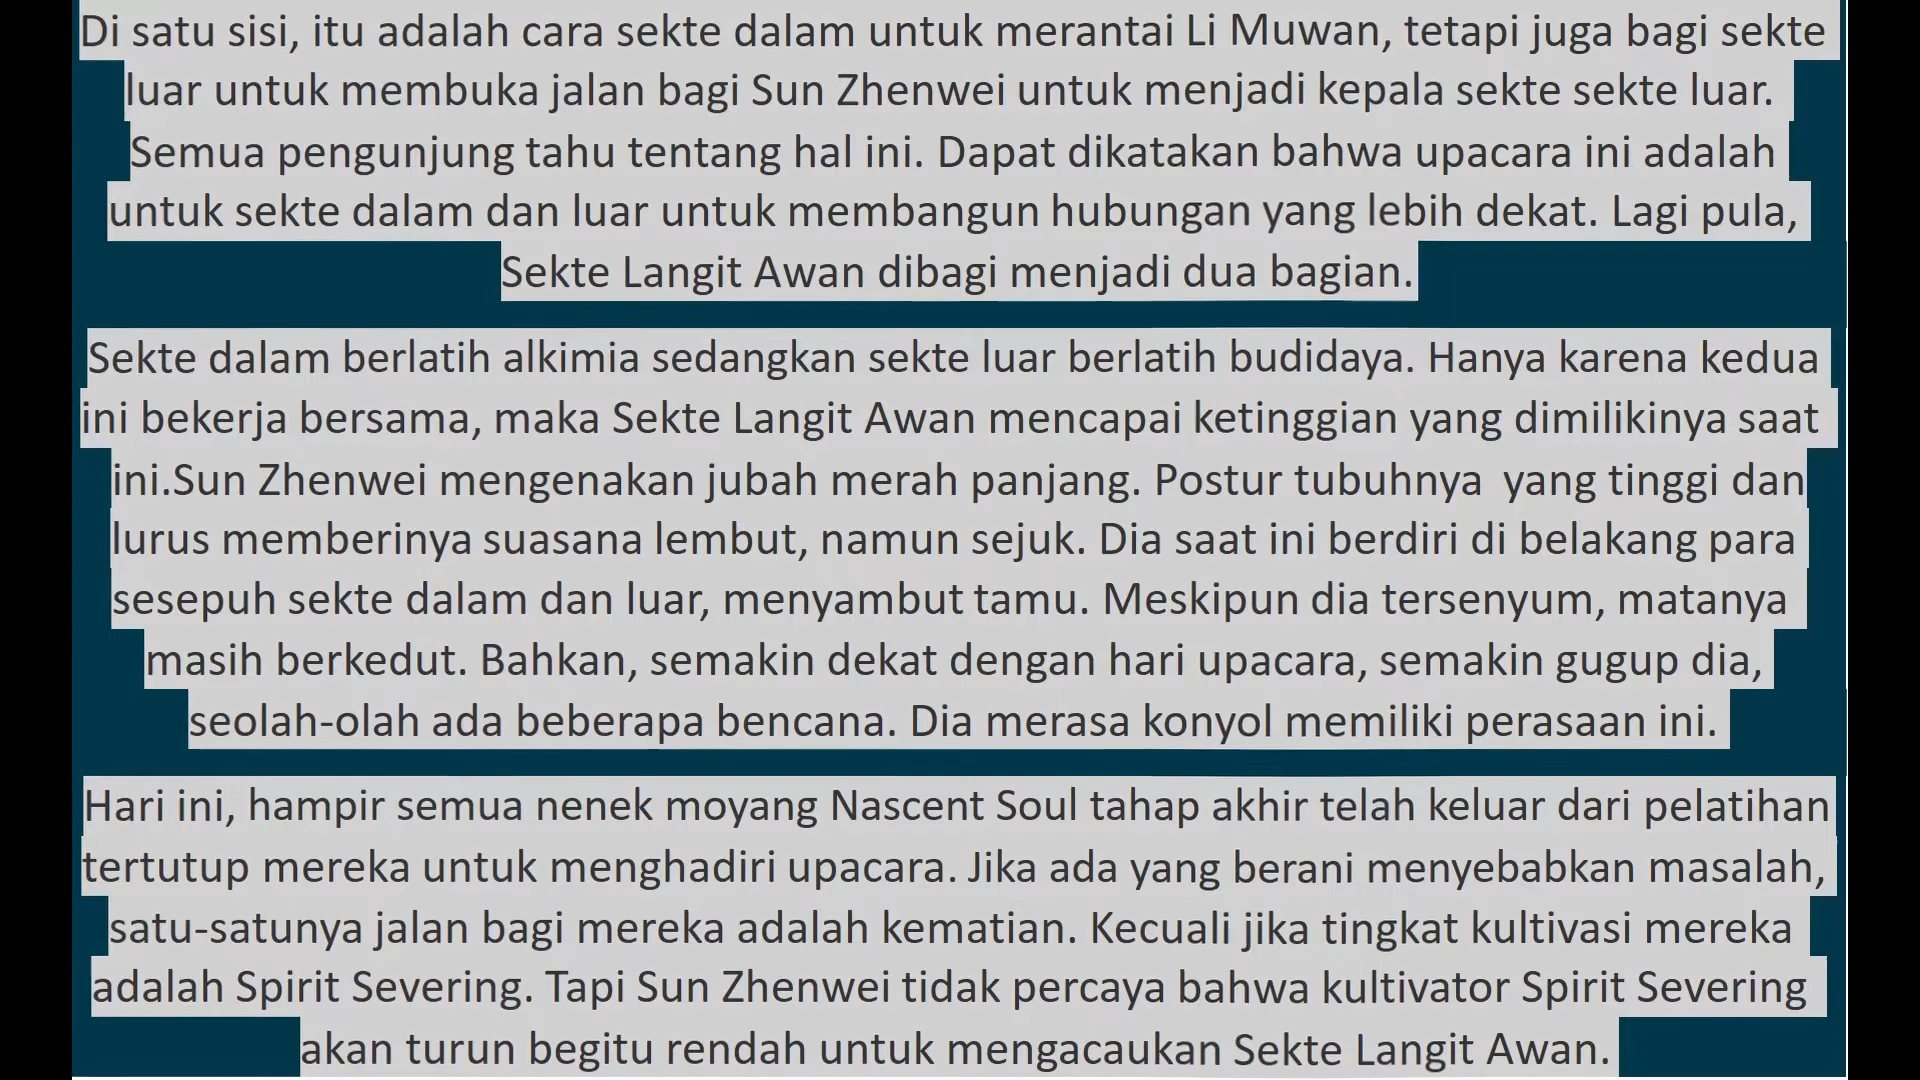 Di satu sisi, itu adalah cara sekte dalam untuk merantai Li Muwan, tetapi juga bagi sekte
luar untuk membuka jalan bagi Sun Zhenwei untuk menjadi kepala sekte sekte luar.
Semua pengunjung tahu tentang hal ini. Dapat dikatakan bahwa upacara ini adalah
untuk sekte dalam dan luar untuk membangun hubungan yang lebih dekat. Lagi pula,
Sekte Langit Awan dibagi menjadi dua bagian.
Sekte dalam berlatih alkimia sedangkan sekte luar berlatih budidaya. Hanya karena kedua
ini bekerja bersama, maka Sekte Langit Awan mencapai ketinggian yang dimilikinya saat
ini.Sun Zhenwei mengenakan jubah merah panjang. Postur tubuhnya  yang tinggi dan
lurus memberinya suasana lembut, namun sejuk. Dia saat ini berdiri di belakang para
sesepuh sekte dalam dan luar, menyambut tamu. Meskipun dia tersenyum, matanya
masih berkedut. Bahkan, semakin dekat dengan hari upacara, semakin gugup dia,
seolah-olah ada beberapa bencana. Dia merasa konyol memiliki perasaan ini.
Hari ini, hampir semua nenek moyang Nascent Soul tahap akhir telah keluar dari pelatihan
tertutup mereka untuk menghadiri upacara. Jika ada yang berani menyebabkan masalah,
satu-satunya jalan bagi mereka adalah kematian. Kecuali jika tingkat kultivasi mereka
adalah Spirit Severing. Tapi Sun Zhenwei tidak percaya bahwa kultivator Spirit Severing
akan turun begitu rendah untuk mengacaukan Sekte Langit Awan.